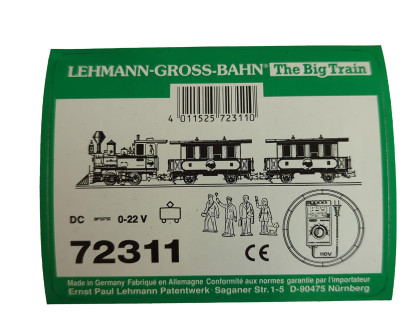 LEHMANN-GROSS-BAHN® The Big Train
4 011525 723110
DC 0-22 V
110V
72311 CE
Made in Germany Fabriqué en Allemagne Conformité aux normes garantie par l'importateur
Ernst Paul Lehmann Patentwerk · Saganer Str. 1-5 D-90475 Nürnberg